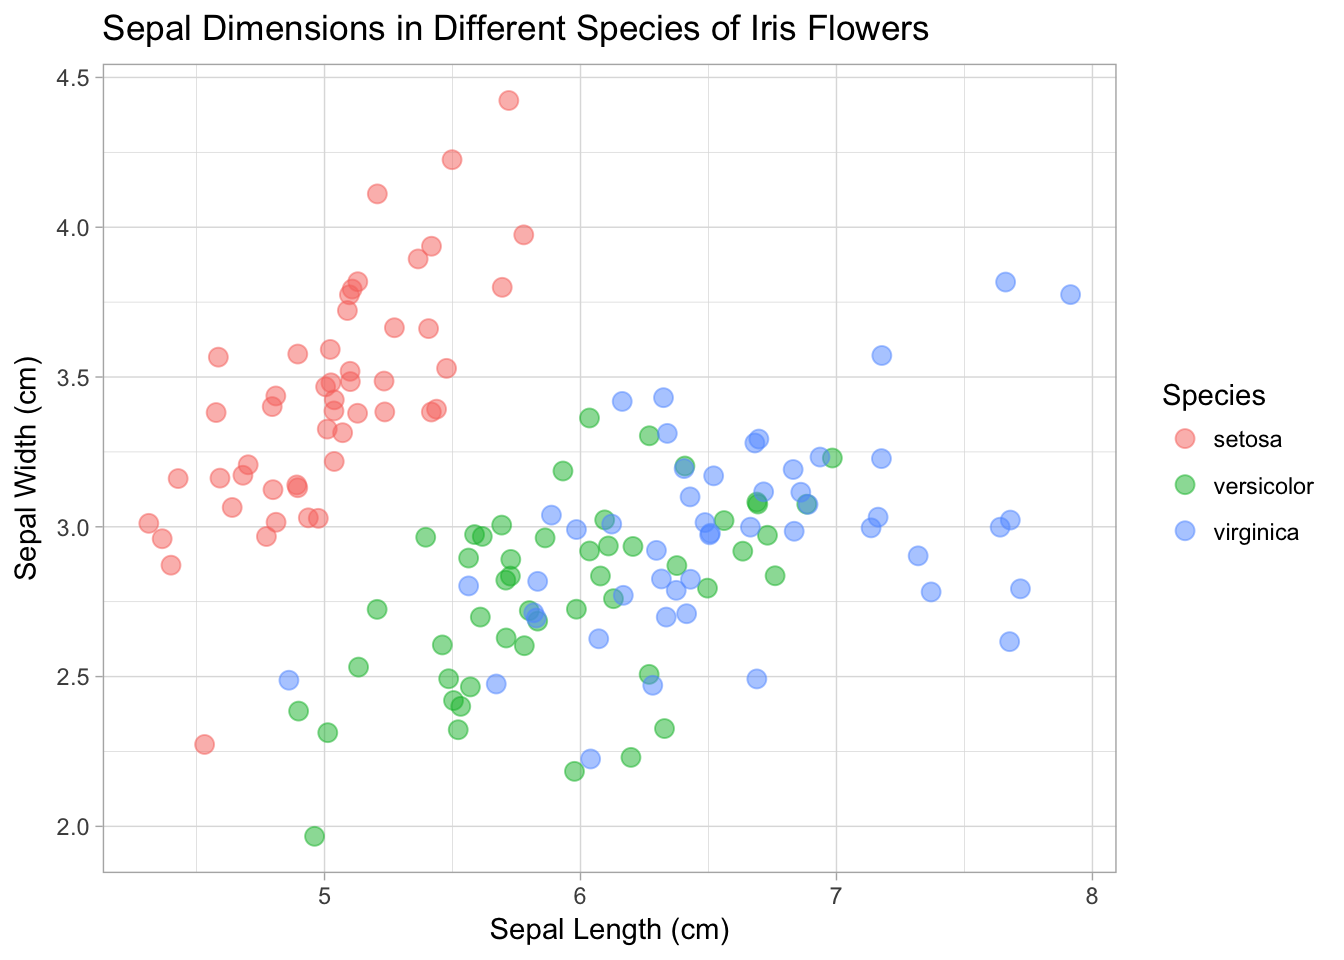 Sepal Dimensions in Different Species of Iris Flowers
4.5
4.0
3.5
3.0
2.5
2.0
Sepal Width (cm)
5 6 7 8
Sepal Length (cm)
Species
setosa
versicolor
virginica